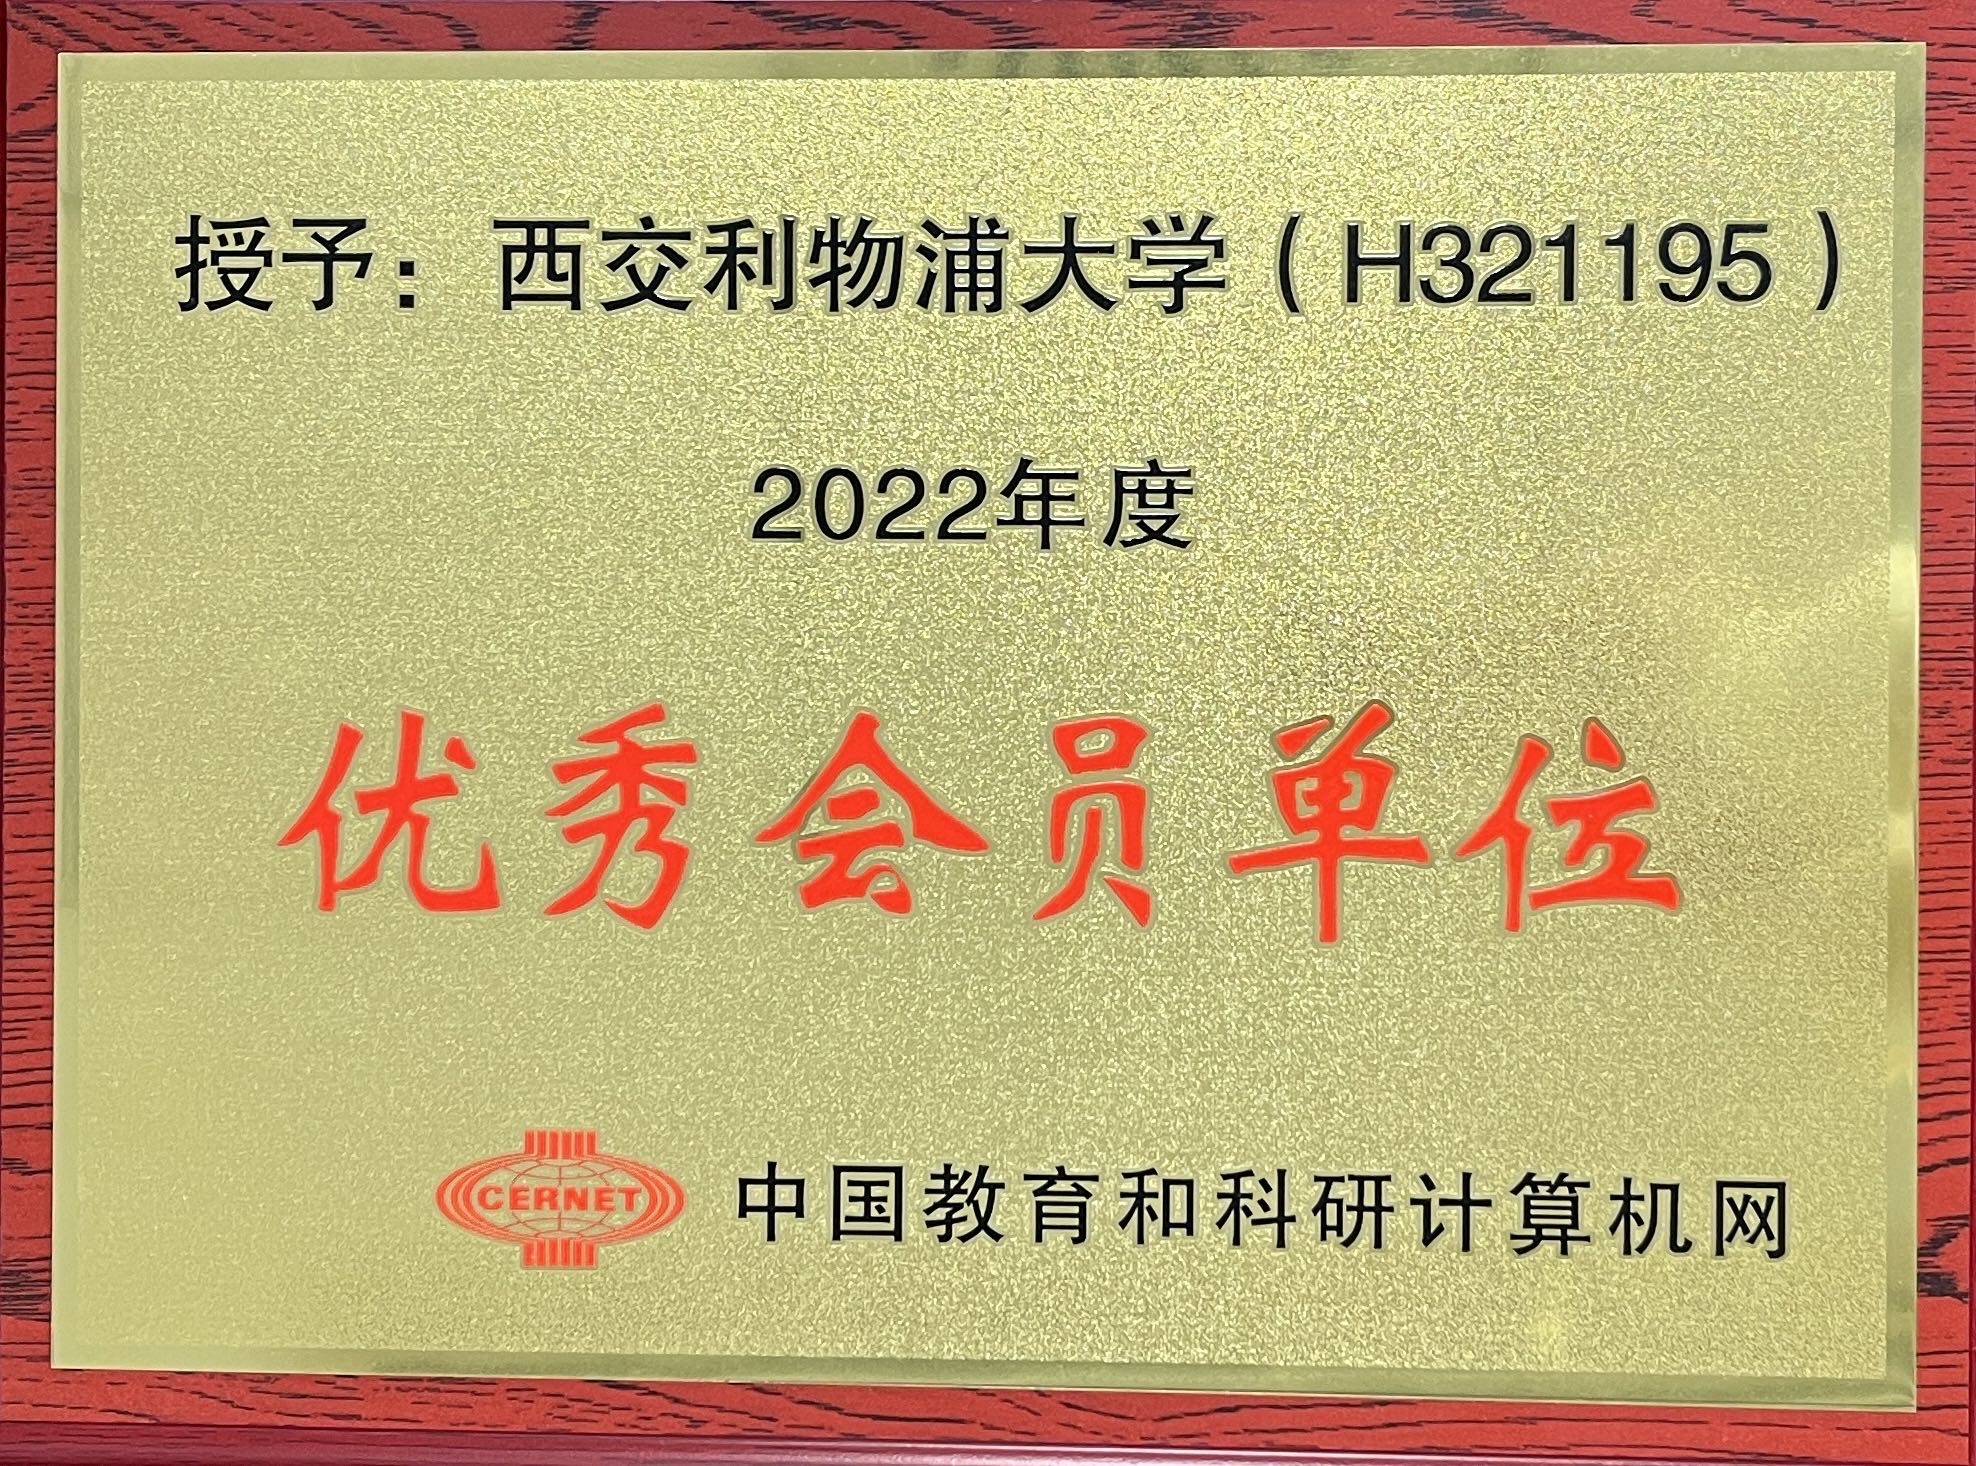 授予：西交利物浦大学（H321195）
2022年度
优秀会员单位
CERNET 中国教育和科研计算机网